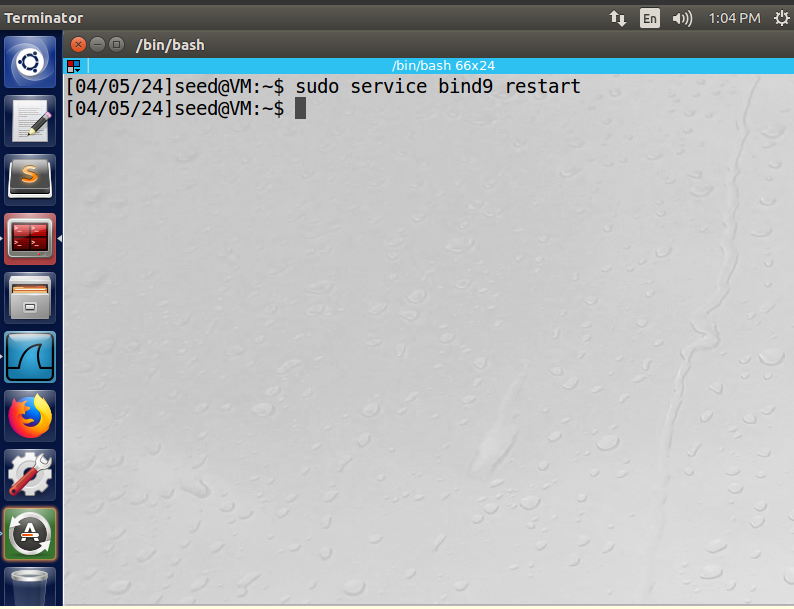 Terminator
En
1:04 PM
/bin/bash
/bin/bash 66x24
[04/05/24]seed@VM:~$ sudo service bind9 restart
[04/05/24]seed@VM:~$